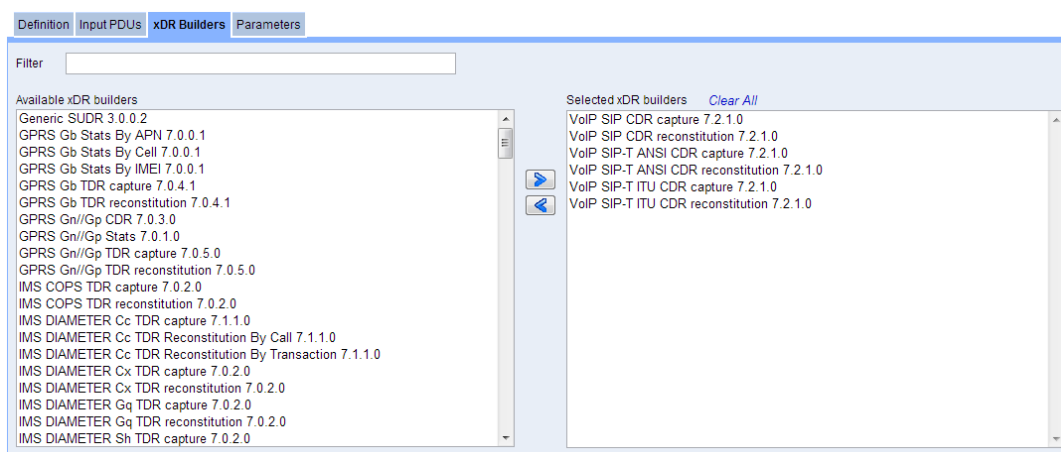 Definition Input PDUs xDR Builders Parameters
Filter
Available xDR builders
Generic SUDR 3.0.0.2
GPRS Gb Stats By APN 7.0.0.1
GPRS Gb Stats By Cell 7.0.0.1
GPRS Gb Stats By IMEI 7.0.0.1
GPRS Gb TDR capture 7.0.4.1
GPRS Gb TDR reconstitution 7.0.4.1
GPRS Gn//Gp CDR 7.0.3.0
GPRS Gn//Gp Stats 7.0.1.0
GPRS Gn//Gp TDR capture 7.0.5.0
GPRS Gn//Gp TDR reconstitution 7.0.5.0
IMS COPS TDR capture 7.0.2.0
IMS COPS TDR reconstitution 7.0.2.0
IMS DIAMETER Cc TDR capture 7.1.1.0
IMS DIAMETER Cc TDR Reconstitution By Call 7.1.1.0
IMS DIAMETER Cc TDR Reconstitution By Transaction 7.1.1.0
IMS DIAMETER Cx TDR capture 7.0.2.0
IMS DIAMETER Cx TDR reconstitution 7.0.2.0
IMS DIAMETER Gq TDR capture 7.0.2.0
IMS DIAMETER Gq TDR reconstitution 7.0.2.0
IMS DIAMETER Sh TDR capture 7.0.2.0
Selected xDR builders Clear All
VoIP SIP CDR capture 7.2.1.0
VoIP SIP CDR reconstitution 7.2.1.0
VoIP SIP-T ANSI CDR capture 7.2.1.0
VoIP SIP-T ANSI CDR reconstitution 7.2.1.0
VoIP SIP-T ITU CDR capture 7.2.1.0
VoIP SIP-T ITU CDR reconstitution 7.2.1.0